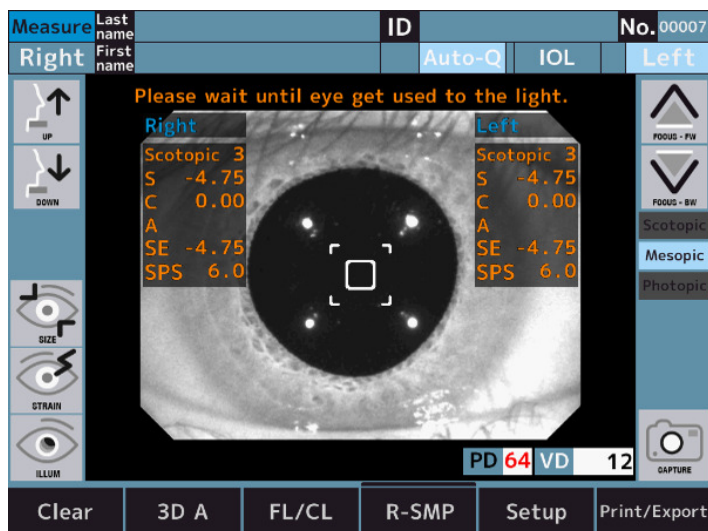 Measure Last name ID No. 00007
Right First name Auto-Q IOL Left
Please wait until eye get used to the light.
UP
DOWN
SIZE
STRAIN
ILLUM
Right
Scotopic 3
S -4.75
C 0.00
A
SE -4.75
SPS 6.0
Left
Scotopic 3
S -4.75
C 0.00
A
SE -4.75
SPS 6.0
FOCUS - FW
FOCUS - BW
Scotopic
Mesopic
Photopic
CAPTURE
PD 64 VD 12
Clear 3D A FL/CL R-SMP Setup Print/Export